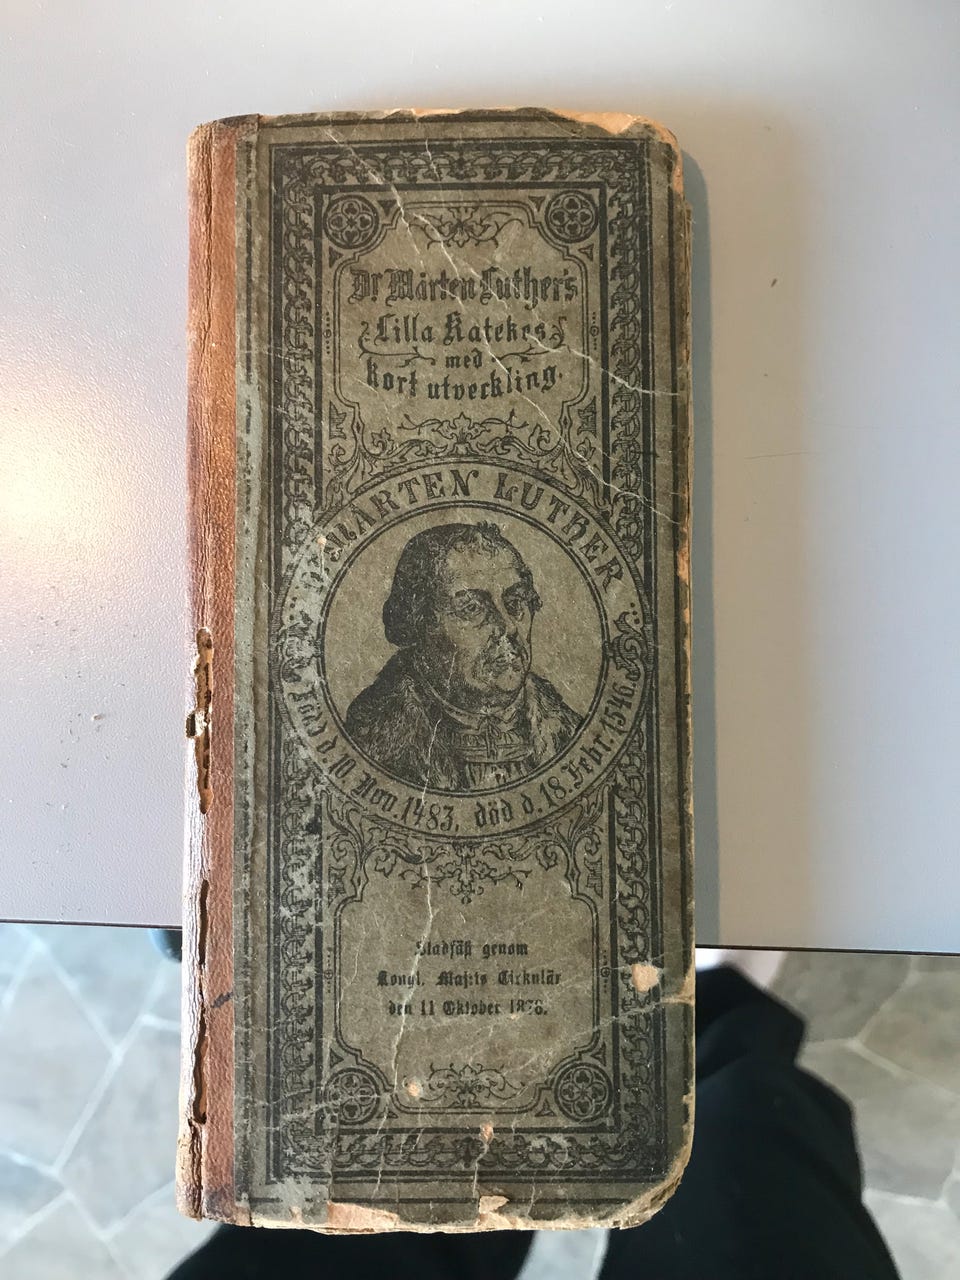 Dr Mårten Luther's
Lilla Katekes
med
kort utveckling.
MÅRTEN LUTHER
född d. 10 Nov. 1483, död d. 18. Febr. 1546.
Stadfäst genom
Kongl. Maj:ts Cirkulär
den 11 Oktober 1878.